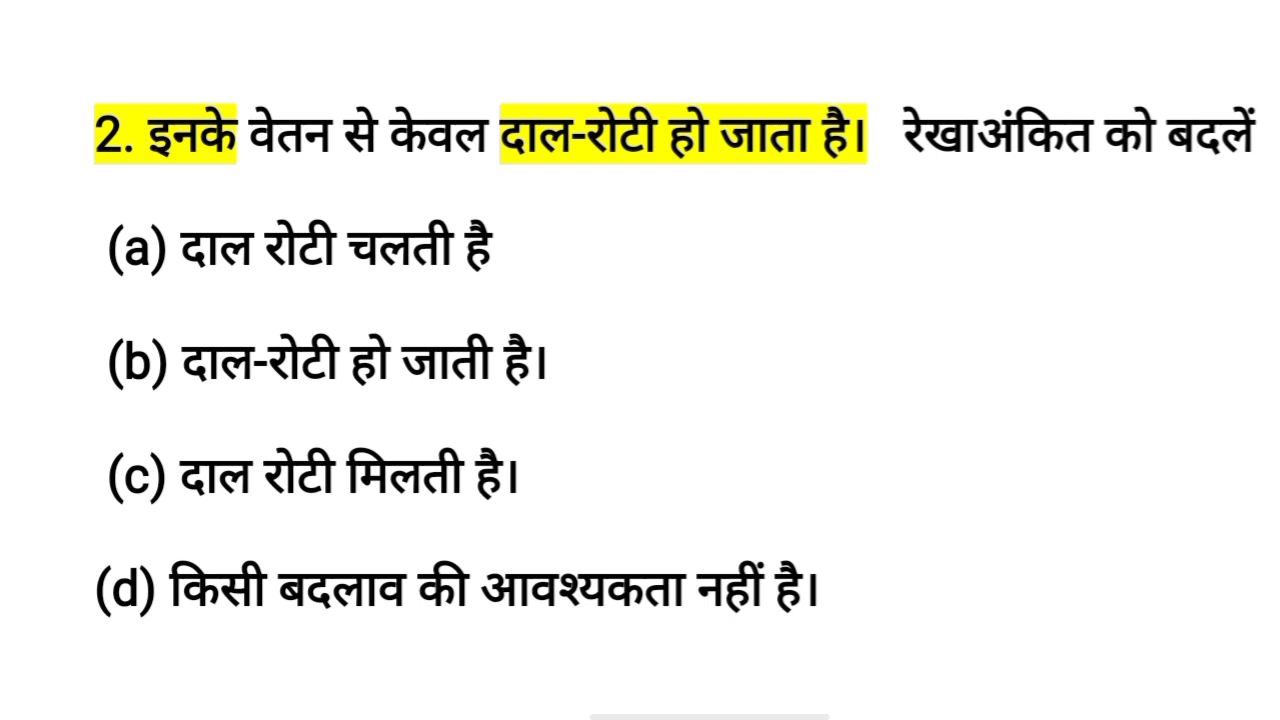 2. इनके वेतन से केवल दाल-रोटी हो जाता है। रेखाअंकित को बदलें
(a) दाल रोटी चलती है
(b) दाल-रोटी हो जाती है।
(c) दाल रोटी मिलती है।
(d) किसी बदलाव की आवश्यकता नहीं है।